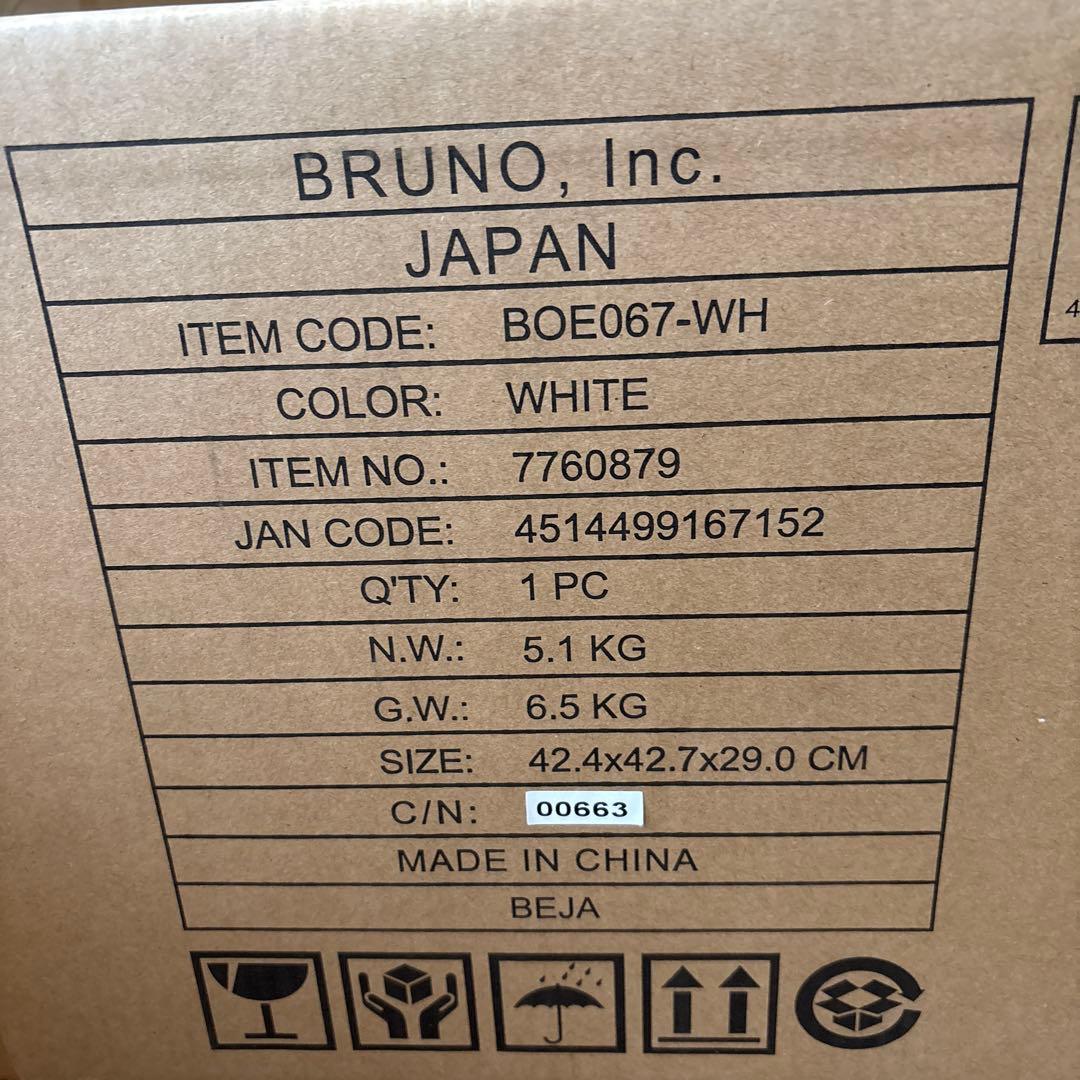 BRUNO, Inc.
JAPAN
ITEM CODE: BOE067-WH
COLOR: WHITE
ITEM NO.: 7760879
JAN CODE: 4514499167152
Q'TY: 1 PC
N.W.: 5.1 KG
G.W.: 6.5 KG
SIZE: 42.4x42.7x29.0 CM
C/N: 00663
MADE IN CHINA
BEJA
4